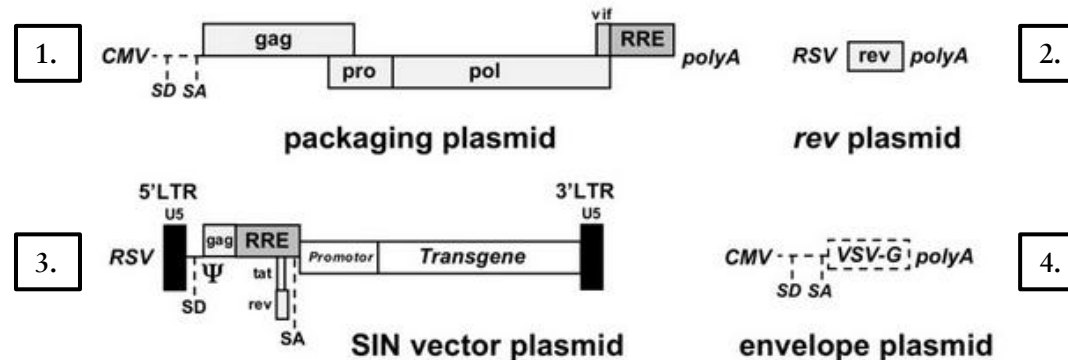 vif
1. CMV gag RRE polyA RSV rev polyA 2.
SD SA pro pol
packaging plasmid rev plasmid
5'LTR 3'LTR
U5 U5
3. RSV gag RRE Promotor Transgene CMV VSV-G polyA 4.
Ψ tat SD SA
SD rev
SA
SIN vector plasmid envelope plasmid